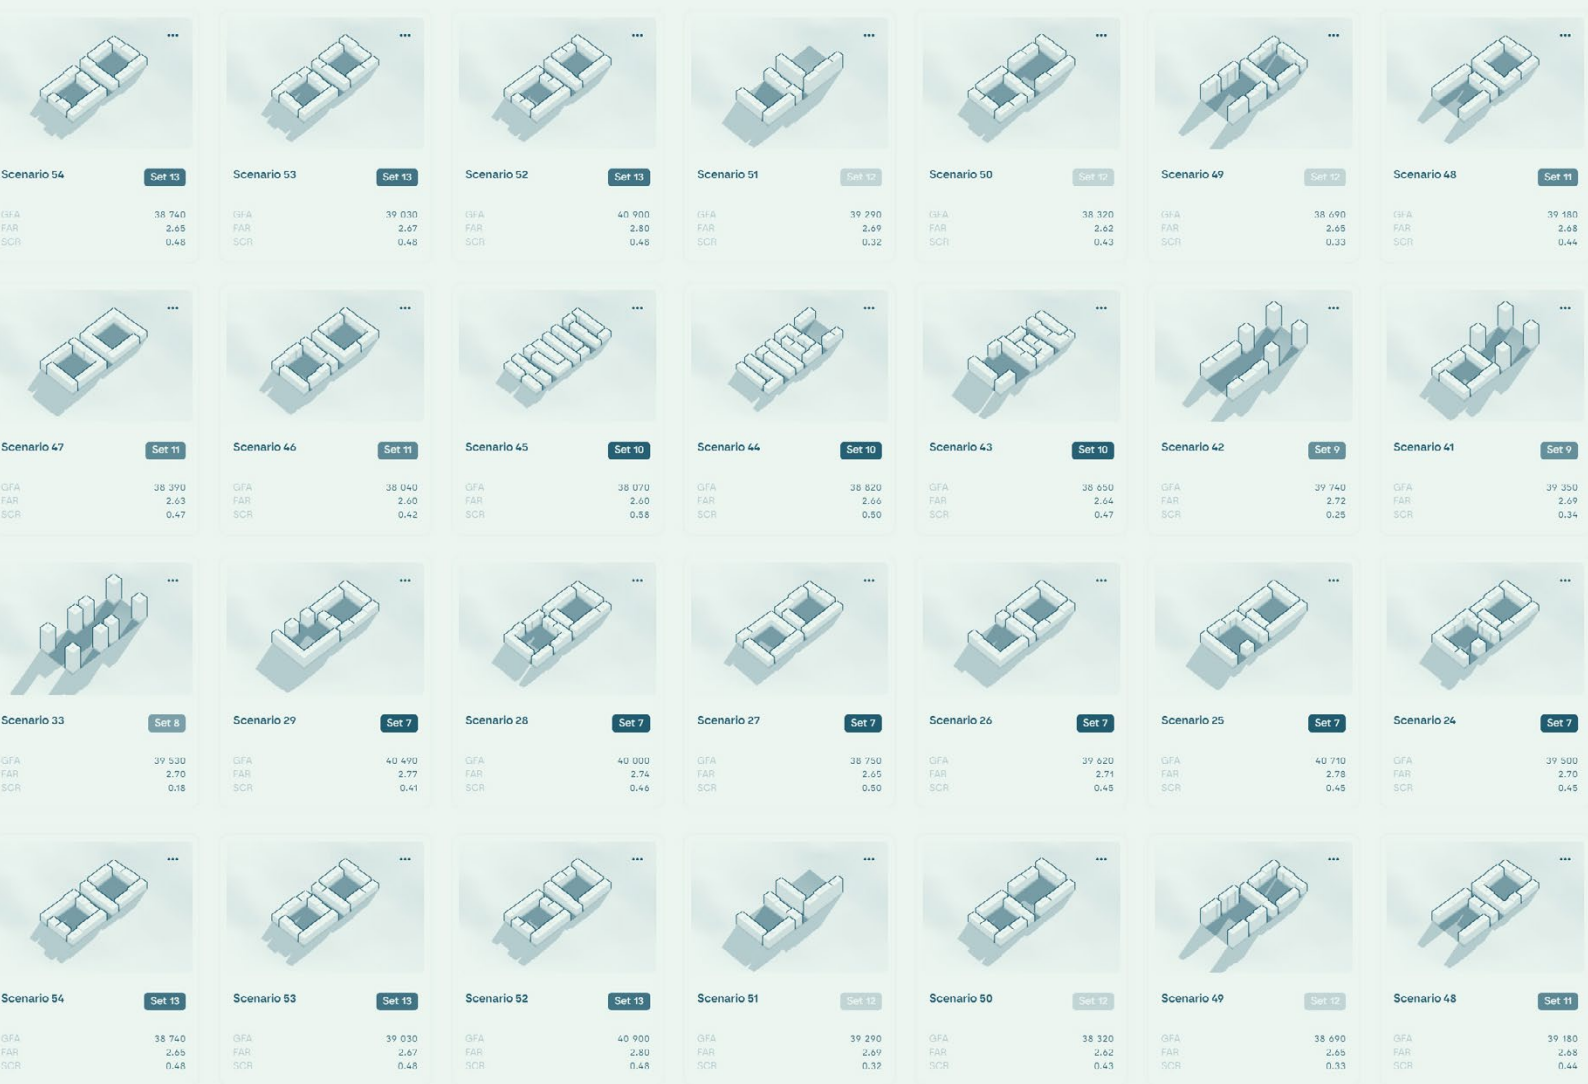 Scenario 54 Set 13 Scenario 53 Set 13 Scenario 52 Set 13 Scenario 51 Set 12 Scenario 50 Set 12 Scenario 49 Set 12 Scenario 48 Set 11
GFA 38 740 GFA 39 030 GFA 40 900 GFA 39 290 GFA 38 320 GFA 38 690 GFA 39 180
FAR 2.65 FAR 2.67 FAR 2.80 FAR 2.69 FAR 2.62 FAR 2.65 FAR 2.68
SCR 0.48 SCR 0.48 SCR 0.48 SCR 0.32 SCR 0.43 SCR 0.33 SCR 0.44
Scenario 47 Set 11 Scenario 46 Set 11 Scenario 45 Set 10 Scenario 44 Set 10 Scenario 43 Set 10 Scenario 42 Set 9 Scenario 41 Set 9
GFA 38 390 GFA 38 040 GFA 38 070 GFA 38 820 GFA 38 650 GFA 39 740 GFA 39 350
FAR 2.63 FAR 2.60 FAR 2.60 FAR 2.66 FAR 2.64 FAR 2.72 FAR 2.69
SCR 0.47 SCR 0.42 SCR 0.58 SCR 0.50 SCR 0.47 SCR 0.25 SCR 0.34
Scenario 33 Set 8 Scenario 29 Set 7 Scenario 28 Set 7 Scenario 27 Set 7 Scenario 26 Set 7 Scenario 25 Set 7 Scenario 24 Set 7
GFA 39 530 GFA 40 490 GFA 40 000 GFA 38 750 GFA 39 620 GFA 40 710 GFA 39 500
FAR 2.70 FAR 2.77 FAR 2.74 FAR 2.65 FAR 2.71 FAR 2.78 FAR 2.70
SCR 0.18 SCR 0.41 SCR 0.46 SCR 0.50 SCR 0.45 SCR 0.45 SCR 0.45
Scenario 54 Set 13 Scenario 53 Set 13 Scenario 52 Set 13 Scenario 51 Set 12 Scenario 50 Set 12 Scenario 49 Set 12 Scenario 48 Set 11
GFA 38 740 GFA 39 030 GFA 40 900 GFA 39 290 GFA 38 320 GFA 38 690 GFA 39 180
FAR 2.65 FAR 2.67 FAR 2.80 FAR 2.69 FAR 2.62 FAR 2.65 FAR 2.68
SCR 0.48 SCR 0.48 SCR 0.48 SCR 0.32 SCR 0.43 SCR 0.33 SCR 0.44